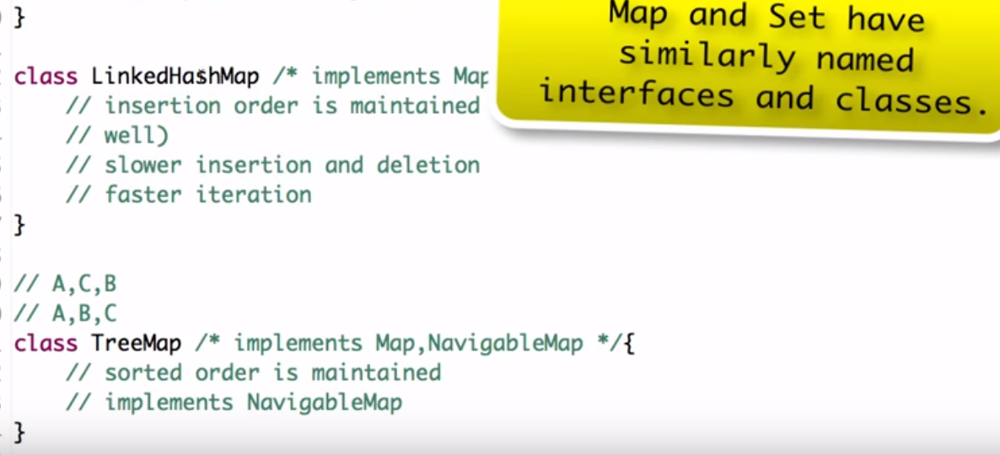 }
Map and Set have
similarly named
interfaces and classes.
class LinkedHashMap /* implements Map
// insertion order is maintained
// well)
// slower insertion and deletion
// faster iteration
}
// A,C,B
// A,B,C
class TreeMap /* implements Map,NavigableMap */{
// sorted order is maintained
// implements NavigableMap
}